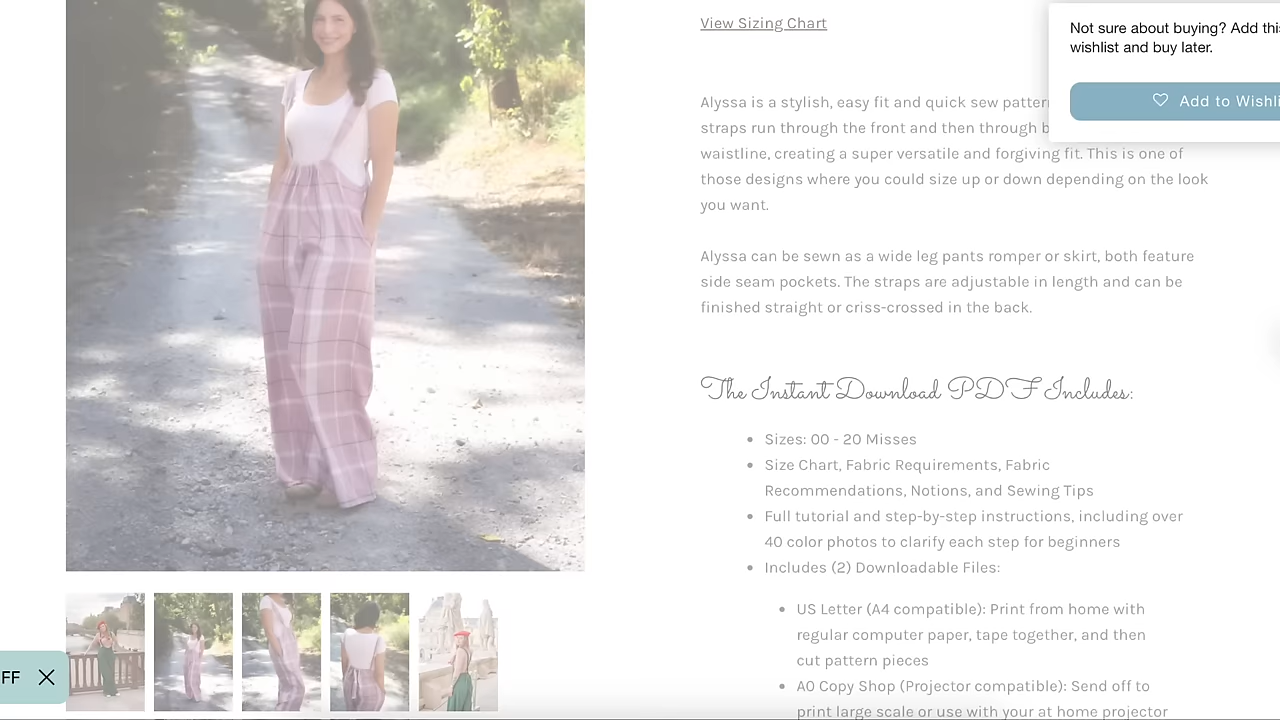 View Sizing Chart
Not sure about buying? Add
wishlist and buy later.
Add to
Alyssa is a stylish, easy fit and quick sew
straps run through the front and then through
waistline, creating a super versatile and forgiving fit. This is one of
those designs where you could size up or down depending on the look
you want.
Alyssa can be sewn as a wide leg pants romper or skirt, both feature
side seam pockets. The straps are adjustable in length and can be
finished straight or criss-crossed in the back.
The Instant Download PDF Includes:
• Sizes: 00 - 20 Misses
• Size Chart, Fabric Requirements, Fabric
Recommendations, Notions, and Sewing Tips
• Full tutorial and step-by-step instructions, including over
40 color photos to clarify each step for beginners
• Includes (2) Downloadable Files:
• US Letter (A4 compatible): Print from home with
regular computer paper, tape together, and then
cut pattern pieces
• A0 Copy Shop (Projector compatible): Send off to
print large scale or use with your at home projector
FF